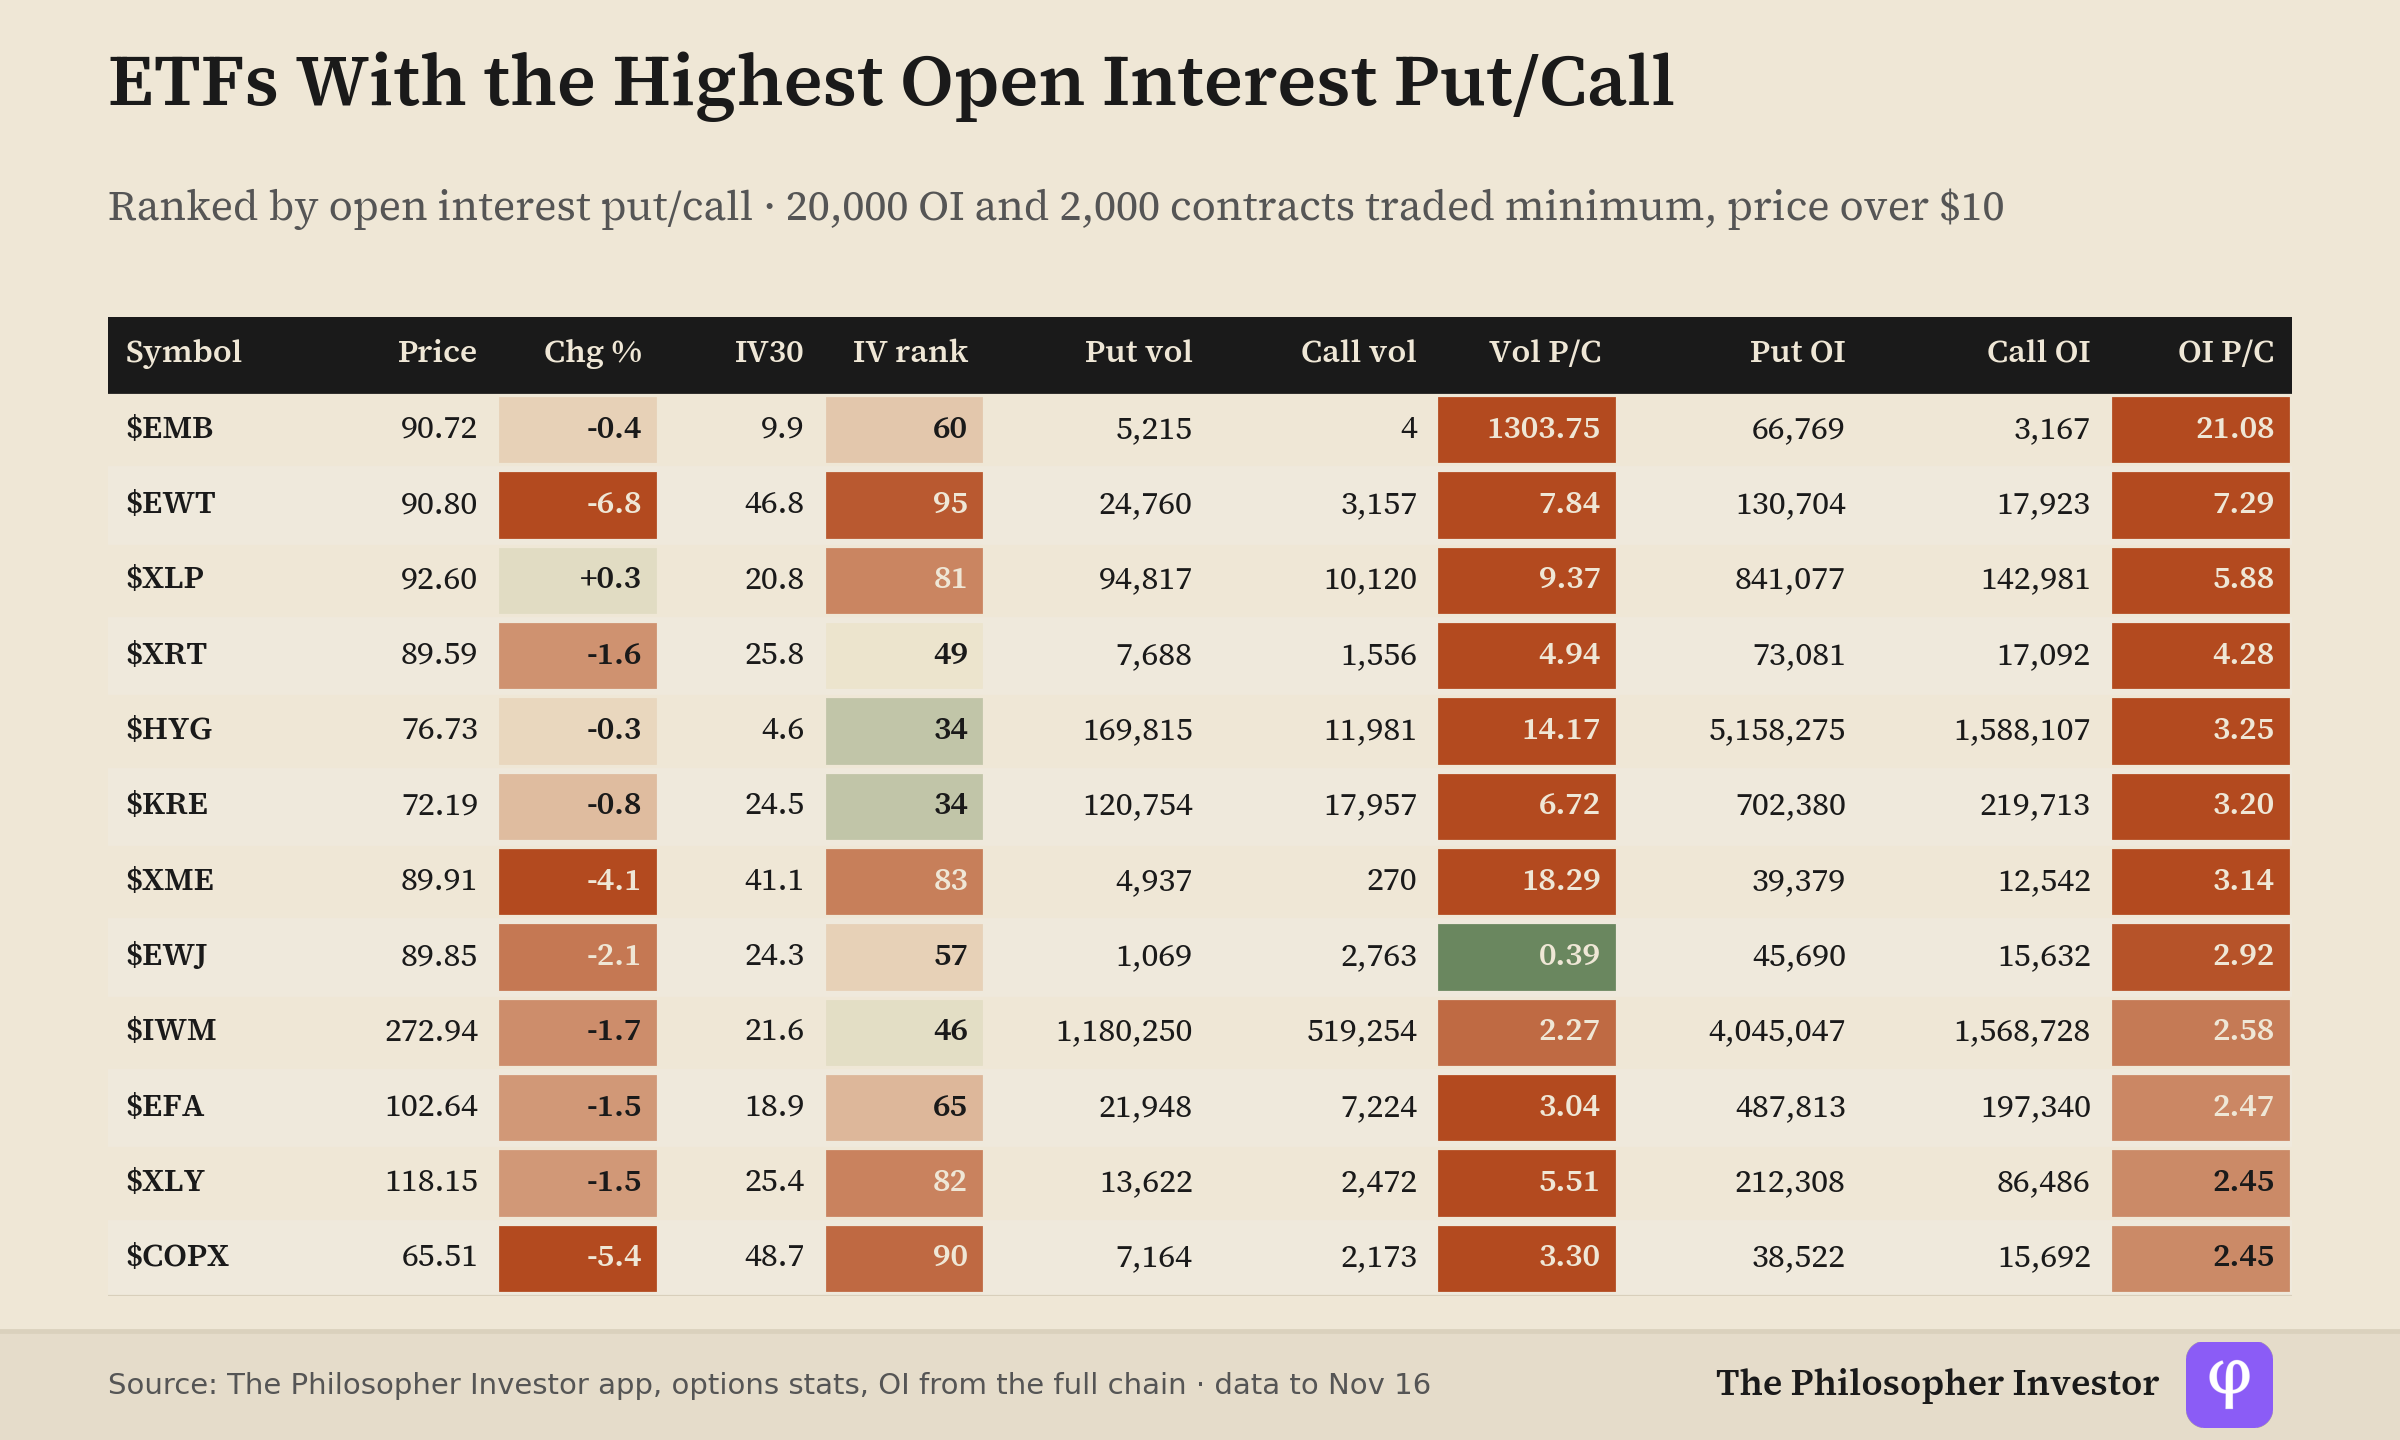 ETFs With the Highest Open Interest Put/Call
Ranked by open interest put/call · 20,000 OI and 2,000 contracts traded minimum, price over $10
Symbol Price Chg % IV30 IV rank Put vol Call vol Vol P/C Put OI Call OI OI P/C
$EMB 90.72 -0.4 9.9 60 5,215 4 1303.75 66,769 3,167 21.08
$EWT 90.80 -6.8 46.8 95 24,760 3,157 7.84 130,704 17,923 7.29
$XLP 92.60 +0.3 20.8 81 94,817 10,120 9.37 841,077 142,981 5.88
$XRT 89.59 -1.6 25.8 49 7,688 1,556 4.94 73,081 17,092 4.28
$HYG 76.73 -0.3 4.6 34 169,815 11,981 14.17 5,158,275 1,588,107 3.25
$KRE 72.19 -0.8 24.5 34 120,754 17,957 6.72 702,380 219,713 3.20
$XME 89.91 -4.1 41.1 83 4,937 270 18.29 39,379 12,542 3.14
$EWJ 89.85 -2.1 24.3 57 1,069 2,763 0.39 45,690 15,632 2.92
$IWM 272.94 -1.7 21.6 46 1,180,250 519,254 2.27 4,045,047 1,568,728 2.58
$EFA 102.64 -1.5 18.9 65 21,948 7,224 3.04 487,813 197,340 2.47
$XLY 118.15 -1.5 25.4 82 13,622 2,472 5.51 212,308 86,486 2.45
$COPX 65.51 -5.4 48.7 90 7,164 2,173 3.30 38,522 15,692 2.45
Source: The Philosopher Investor app, options stats, OI from the full chain · data to Nov 16
The Philosopher Investor φ